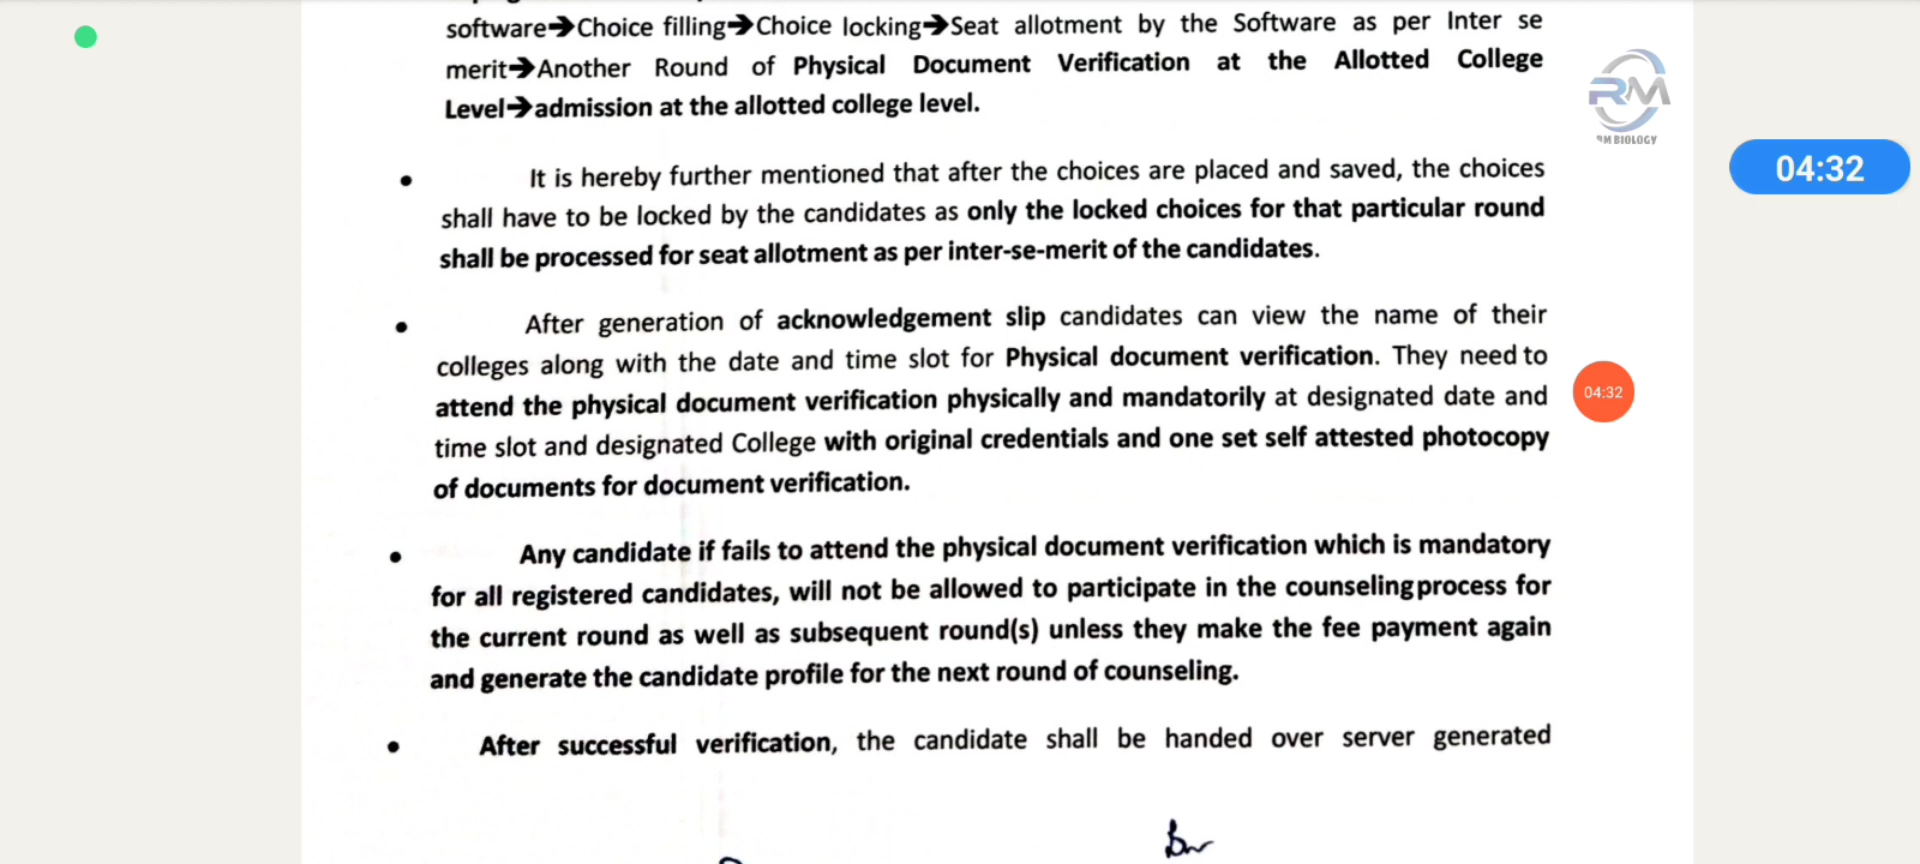 software➔Choice filling➔Choice locking➔Seat allotment by the Software as per Inter se
merit➔Another Round of Physical Document Verification at the Allotted College
Level➔admission at the allotted college level.
• It is hereby further mentioned that after the choices are placed and saved, the choices
shall have to be locked by the candidates as only the locked choices for that particular round
shall be processed for seat allotment as per inter-se-merit of the candidates.
• After generation of acknowledgement slip candidates can view the name of their
colleges along with the date and time slot for Physical document verification. They need to
attend the physical document verification physically and mandatorily at designated date and
time slot and designated College with original credentials and one set self attested photocopy
of documents for document verification.
• Any candidate if fails to attend the physical document verification which is mandatory
for all registered candidates, will not be allowed to participate in the counselingprocess for
the current round as well as subsequent round(s) unless they make the fee payment again
and generate the candidate profile for the next round of counseling.
• After successful verification, the candidate shall be handed over server generated
RM
RM BIOLOGY
04:32
04:32